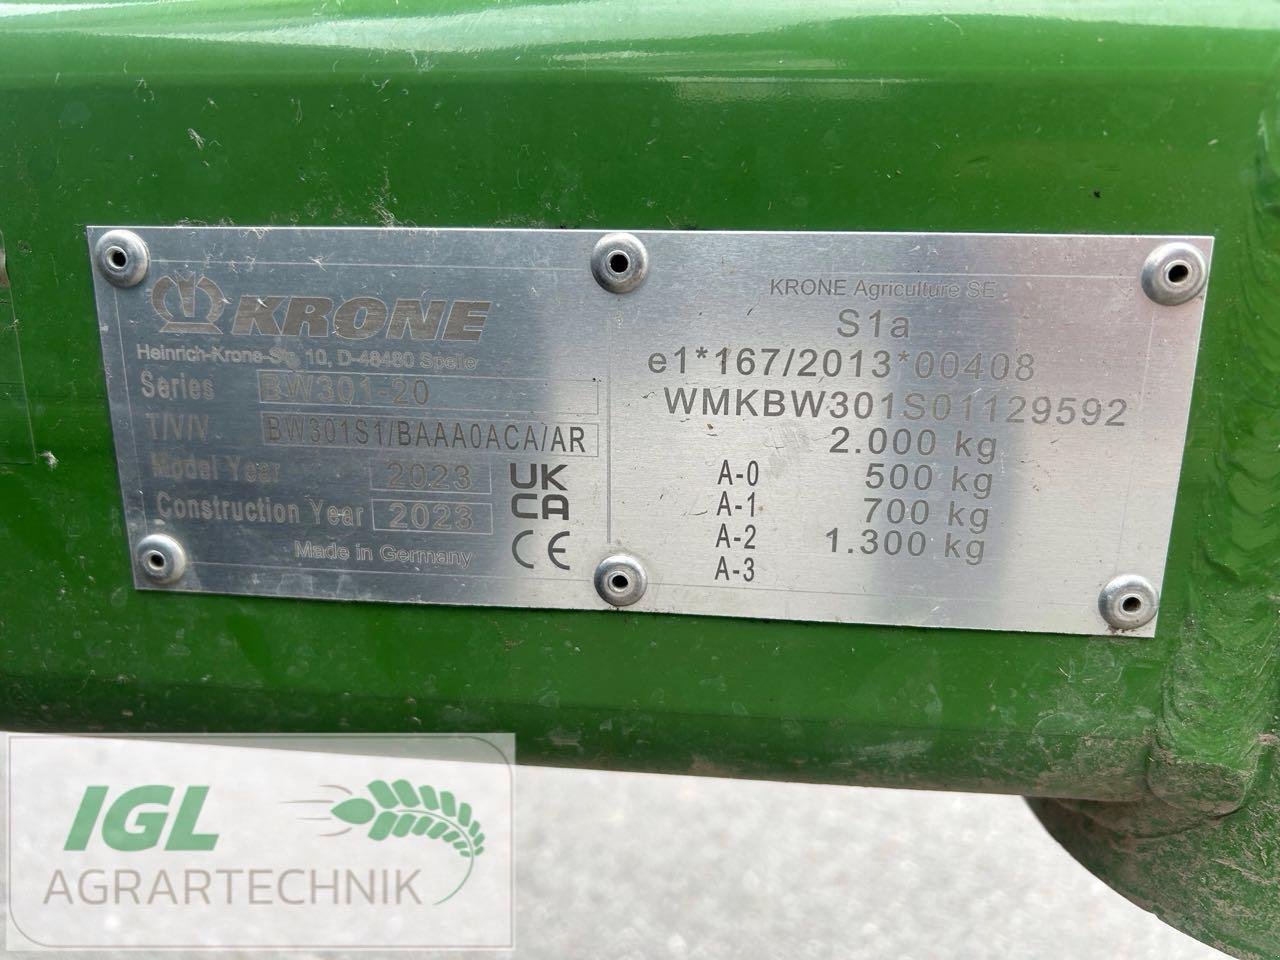 KRONE
Heinrich-Krone-Str. 10, D-48480 Spelle
Series BW301-20
T/V/V BW301S1/BAAA0ACA/AR
Model Year 2023
Construction Year 2023
UK
CA
Made in Germany
CE
KRONE Agriculture SE
S1a
e1*167/2013*00408
WMKBW301S01129592
2.000 kg
A-0 500 kg
A-1 700 kg
A-2 1.300 kg
A-3
IGL
AGRARTECHNIK